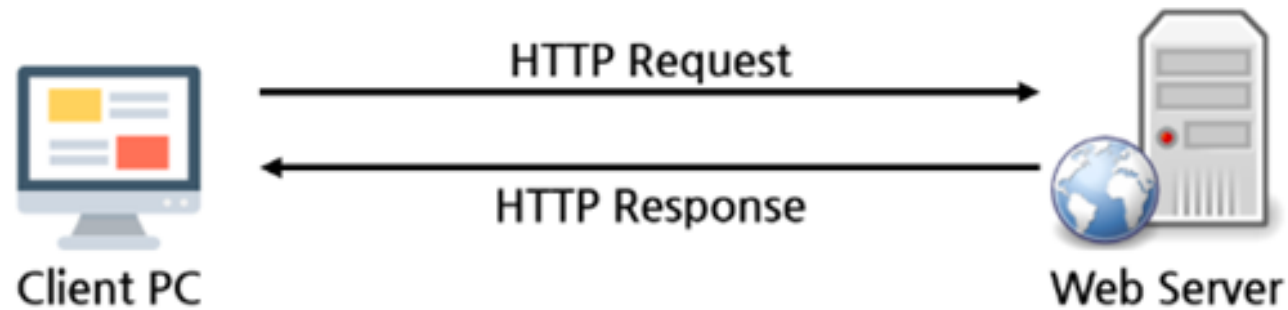 HTTP Request
HTTP Response
Client PC
Web Server